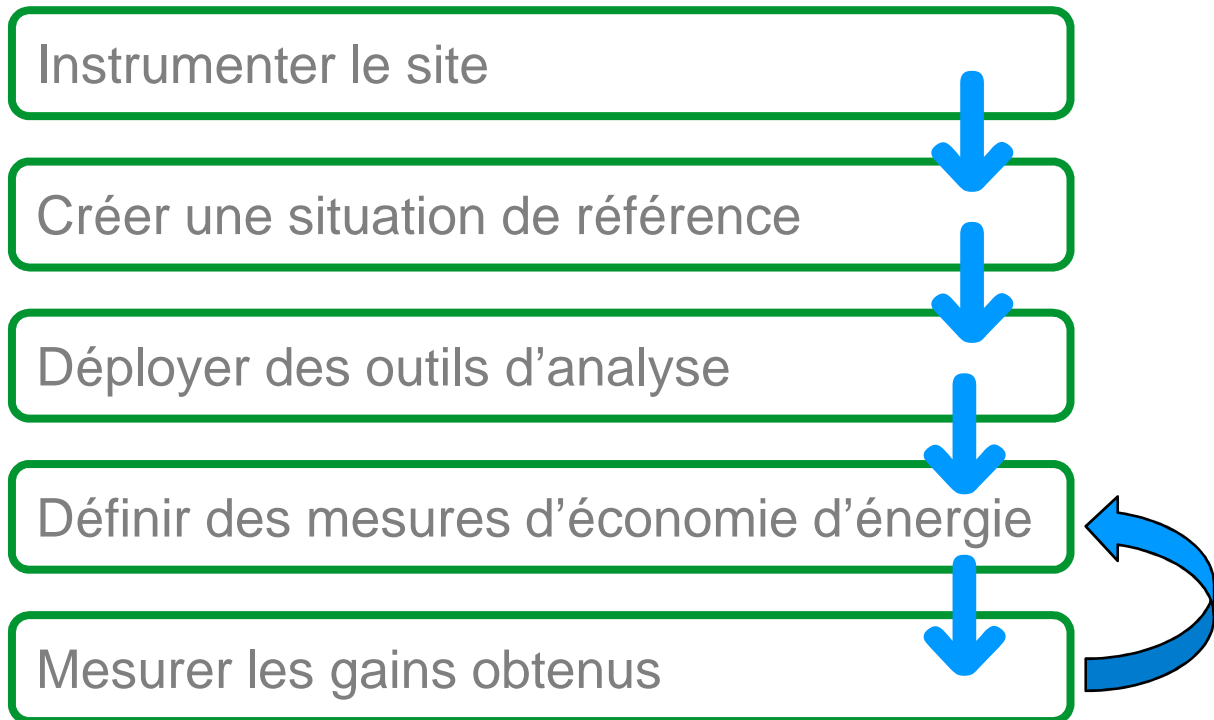 Instrumenter le site
Créer une situation de référence
Déployer des outils d’analyse
Définir des mesures d’économie d’énergie
Mesurer les gains obtenus